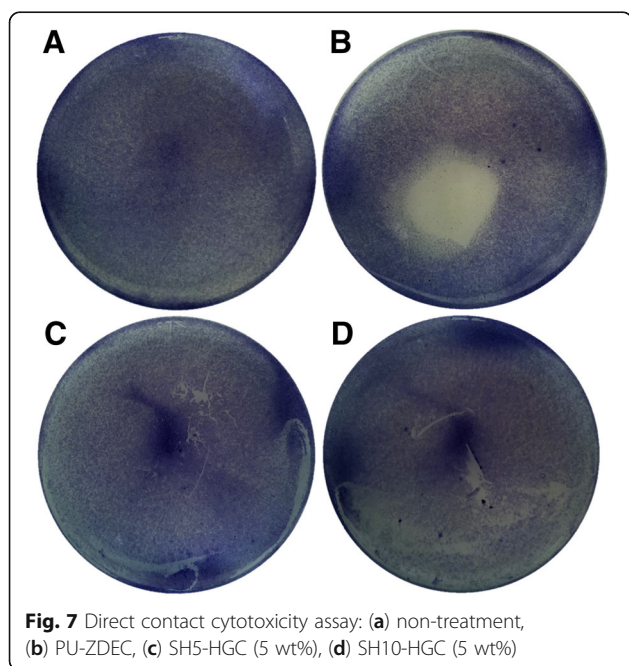 A
B
C
D
Fig. 7 Direct contact cytotoxicity assay: (a) non-treatment,
(b) PU-ZDEC, (c) SH5-HGC (5 wt%), (d) SH10-HGC (5 wt%)